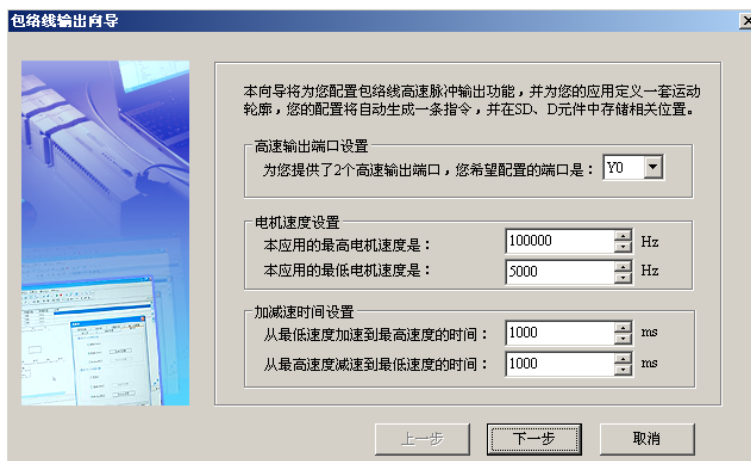 包络线输出向导
本向导将为您配置包络线高速脉冲输出功能，并为您的应用定义一套运动
轮廓，您的配置将自动生成一条指令，并在SD、D元件中存储相关位置。
高速输出端口设置
为您提供了2个高速输出端口，您希望配置的端口是： Y0
电机速度设置
本应用的最高电机速度是： 100000 Hz
本应用的最低电机速度是： 5000 Hz
加减速时间设置
从最低速度加速到最高速度的时间： 1000 ms
从最高速度减速到最低速度的时间： 1000 ms
上一步 下一步 取消